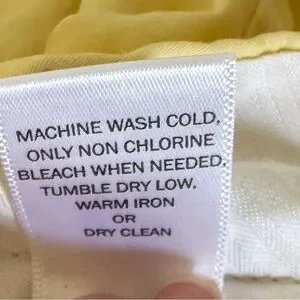 MACHINE WASH COLD,
ONLY NON CHLORINE
BLEACH WHEN NEEDED,
TUMBLE DRY LOW,
WARM IRON
OR
DRY CLEAN